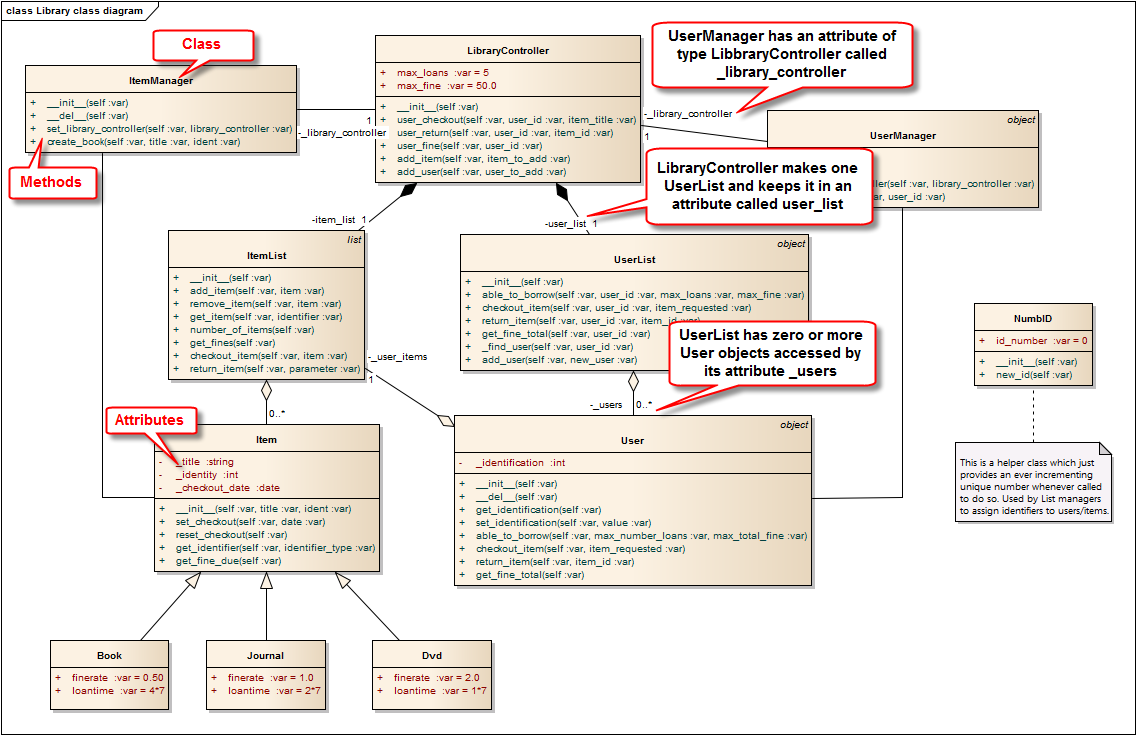 class Library class diagram
Class
ItemManager
+ __init__(self :var)
+ __del__(self :var)
+ set_library_controller(self :var, library_controller :var)
+ create_book(self :var, title :var, ident :var)
Methods
LibraryController
+ max_loans :var = 5
+ max_fine :var = 50.0
+ __init__(self :var)
+ user_checkout(self :var, user_id :var, item_title :var)
+ user_return(self :var, user_id :var, item_id :var)
+ user_fine(self :var, user_id :var)
+ add_item(self :var, item_to_add :var)
+ add_user(self :var, user_to_add :var)
1
-_library_controller
UserManager has an attribute of
type LibbraryController called
_library_controller
-_library_controller
1
object
UserManager
ller(self :var, library_controller :var)
ar, user_id :var)
LibraryController makes one
UserList and keeps it in an
attribute called user_list
-item_list 1
-user_list 1
list
ItemList
+ __init__(self :var)
+ add_item(self :var, item :var)
+ remove_item(self :var, item :var)
+ get_item(self :var, identifier :var)
+ number_of_items(self :var)
+ get_fines(self :var)
+ checkout_item(self :var, item :var)
+ return_item(self :var, parameter :var)
object
UserList
+ __init__(self :var)
+ able_to_borrow(self :var, user_id :var, max_loans :var, max_fine :var)
+ checkout_item(self :var, user_id :var, item_requested :var)
+ return_item(self :var, user_id :var, item_id
+ get_fine_total(self :var, user_id :var)
+ _find_user(self :var, user_id :var)
+ add_user(self :var, new_user :var)
UserList has zero or more
User objects accessed by
its attribute _users
-_user_items
1
0..*
-_users 0..*
NumbID
+ id_number :var = 0
+ __init__(self :var)
+ new_id(self :var)
This is a helper class which just
provides an ever incrementing
unique number whenever called
to do so. Used by List managers
to assign identifiers to users/items.
Attributes
Item
- _title :string
- _identity :int
- _checkout_date :date
+ __init__(self :var, title :var, ident :var)
+ set_checkout(self :var, date :var)
+ reset_checkout(self :var)
+ get_identifier(self :var, identifier_type :var)
+ get_fine_due(self :var)
object
User
- _identification :int
+ __init__(self :var)
+ __del__(self :var)
+ get_identification(self :var)
+ set_identification(self :var, value :var)
+ able_to_borrow(self :var, max_number_loans :var, max_total_fine :var)
+ checkout_item(self :var, item_requested :var)
+ return_item(self :var, item_id :var)
+ get_fine_total(self :var)
Book
+ finerate :var = 0.50
+ loantime :var = 4*7
Journal
+ finerate :var = 1.0
+ loantime :var = 2*7
Dvd
+ finerate :var = 2.0
+ loantime :var = 1*7